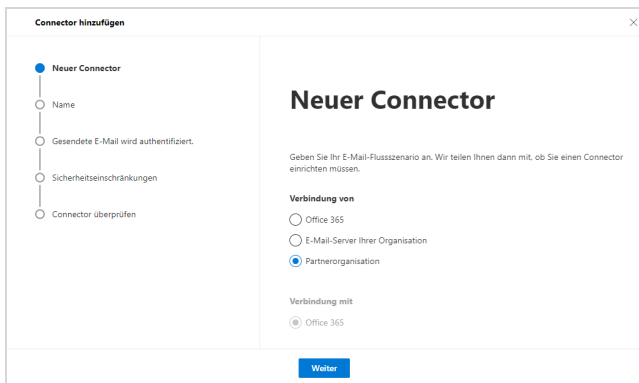 Connector hinzufügen
Neuer Connector
Name
Gesendete E-Mail wird authentifiziert.
Sicherheitseinschränkungen
Connector überprüfen
Neuer Connector
Geben Sie Ihr E-Mail-Flussszenario an. Wir teilen Ihnen dann mit, ob Sie einen Connector
einrichten müssen.
Verbindung von
Office 365
E-Mail-Server Ihrer Organisation
Partnerorganisation
Verbindung mit
Office 365
Weiter